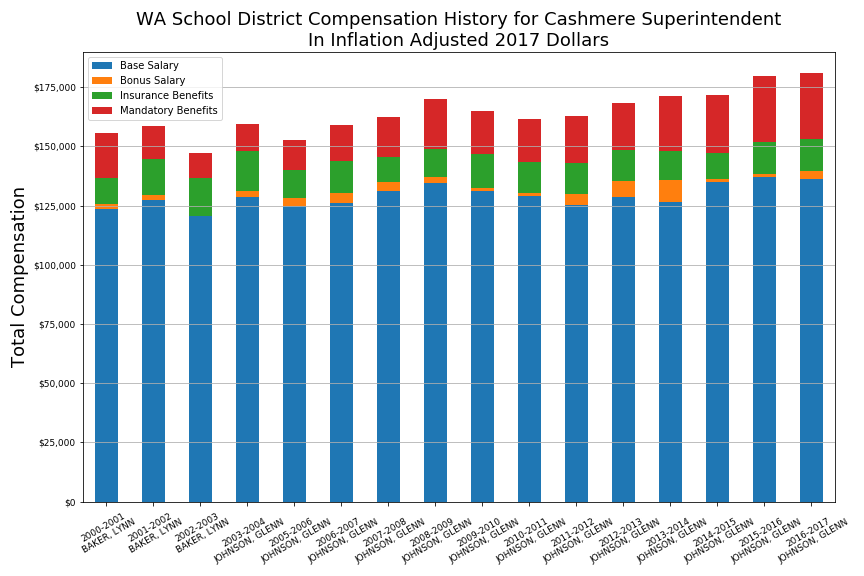 WA School District Compensation History for Cashmere Superintendent
In Inflation Adjusted 2017 Dollars
Base Salary
Bonus Salary
Insurance Benefits
Mandatory Benefits
Total Compensation
$175,000
$150,000
$125,000
$100,000
$75,000
$50,000
$25,000
$0
2000-2001
BAKER, LYNN
2001-2002
BAKER, LYNN
2002-2003
BAKER, LYNN
2003-2004
JOHNSON, GLENN
2005-2006
JOHNSON, GLENN
2006-2007
JOHNSON, GLENN
2007-2008
JOHNSON, GLENN
2008-2009
JOHNSON, GLENN
2009-2010
JOHNSON, GLENN
2010-2011
JOHNSON, GLENN
2011-2012
JOHNSON, GLENN
2012-2013
JOHNSON, GLENN
2013-2014
JOHNSON, GLENN
2014-2015
JOHNSON, GLENN
2015-2016
JOHNSON, GLENN
2016-2017
JOHNSON, GLENN